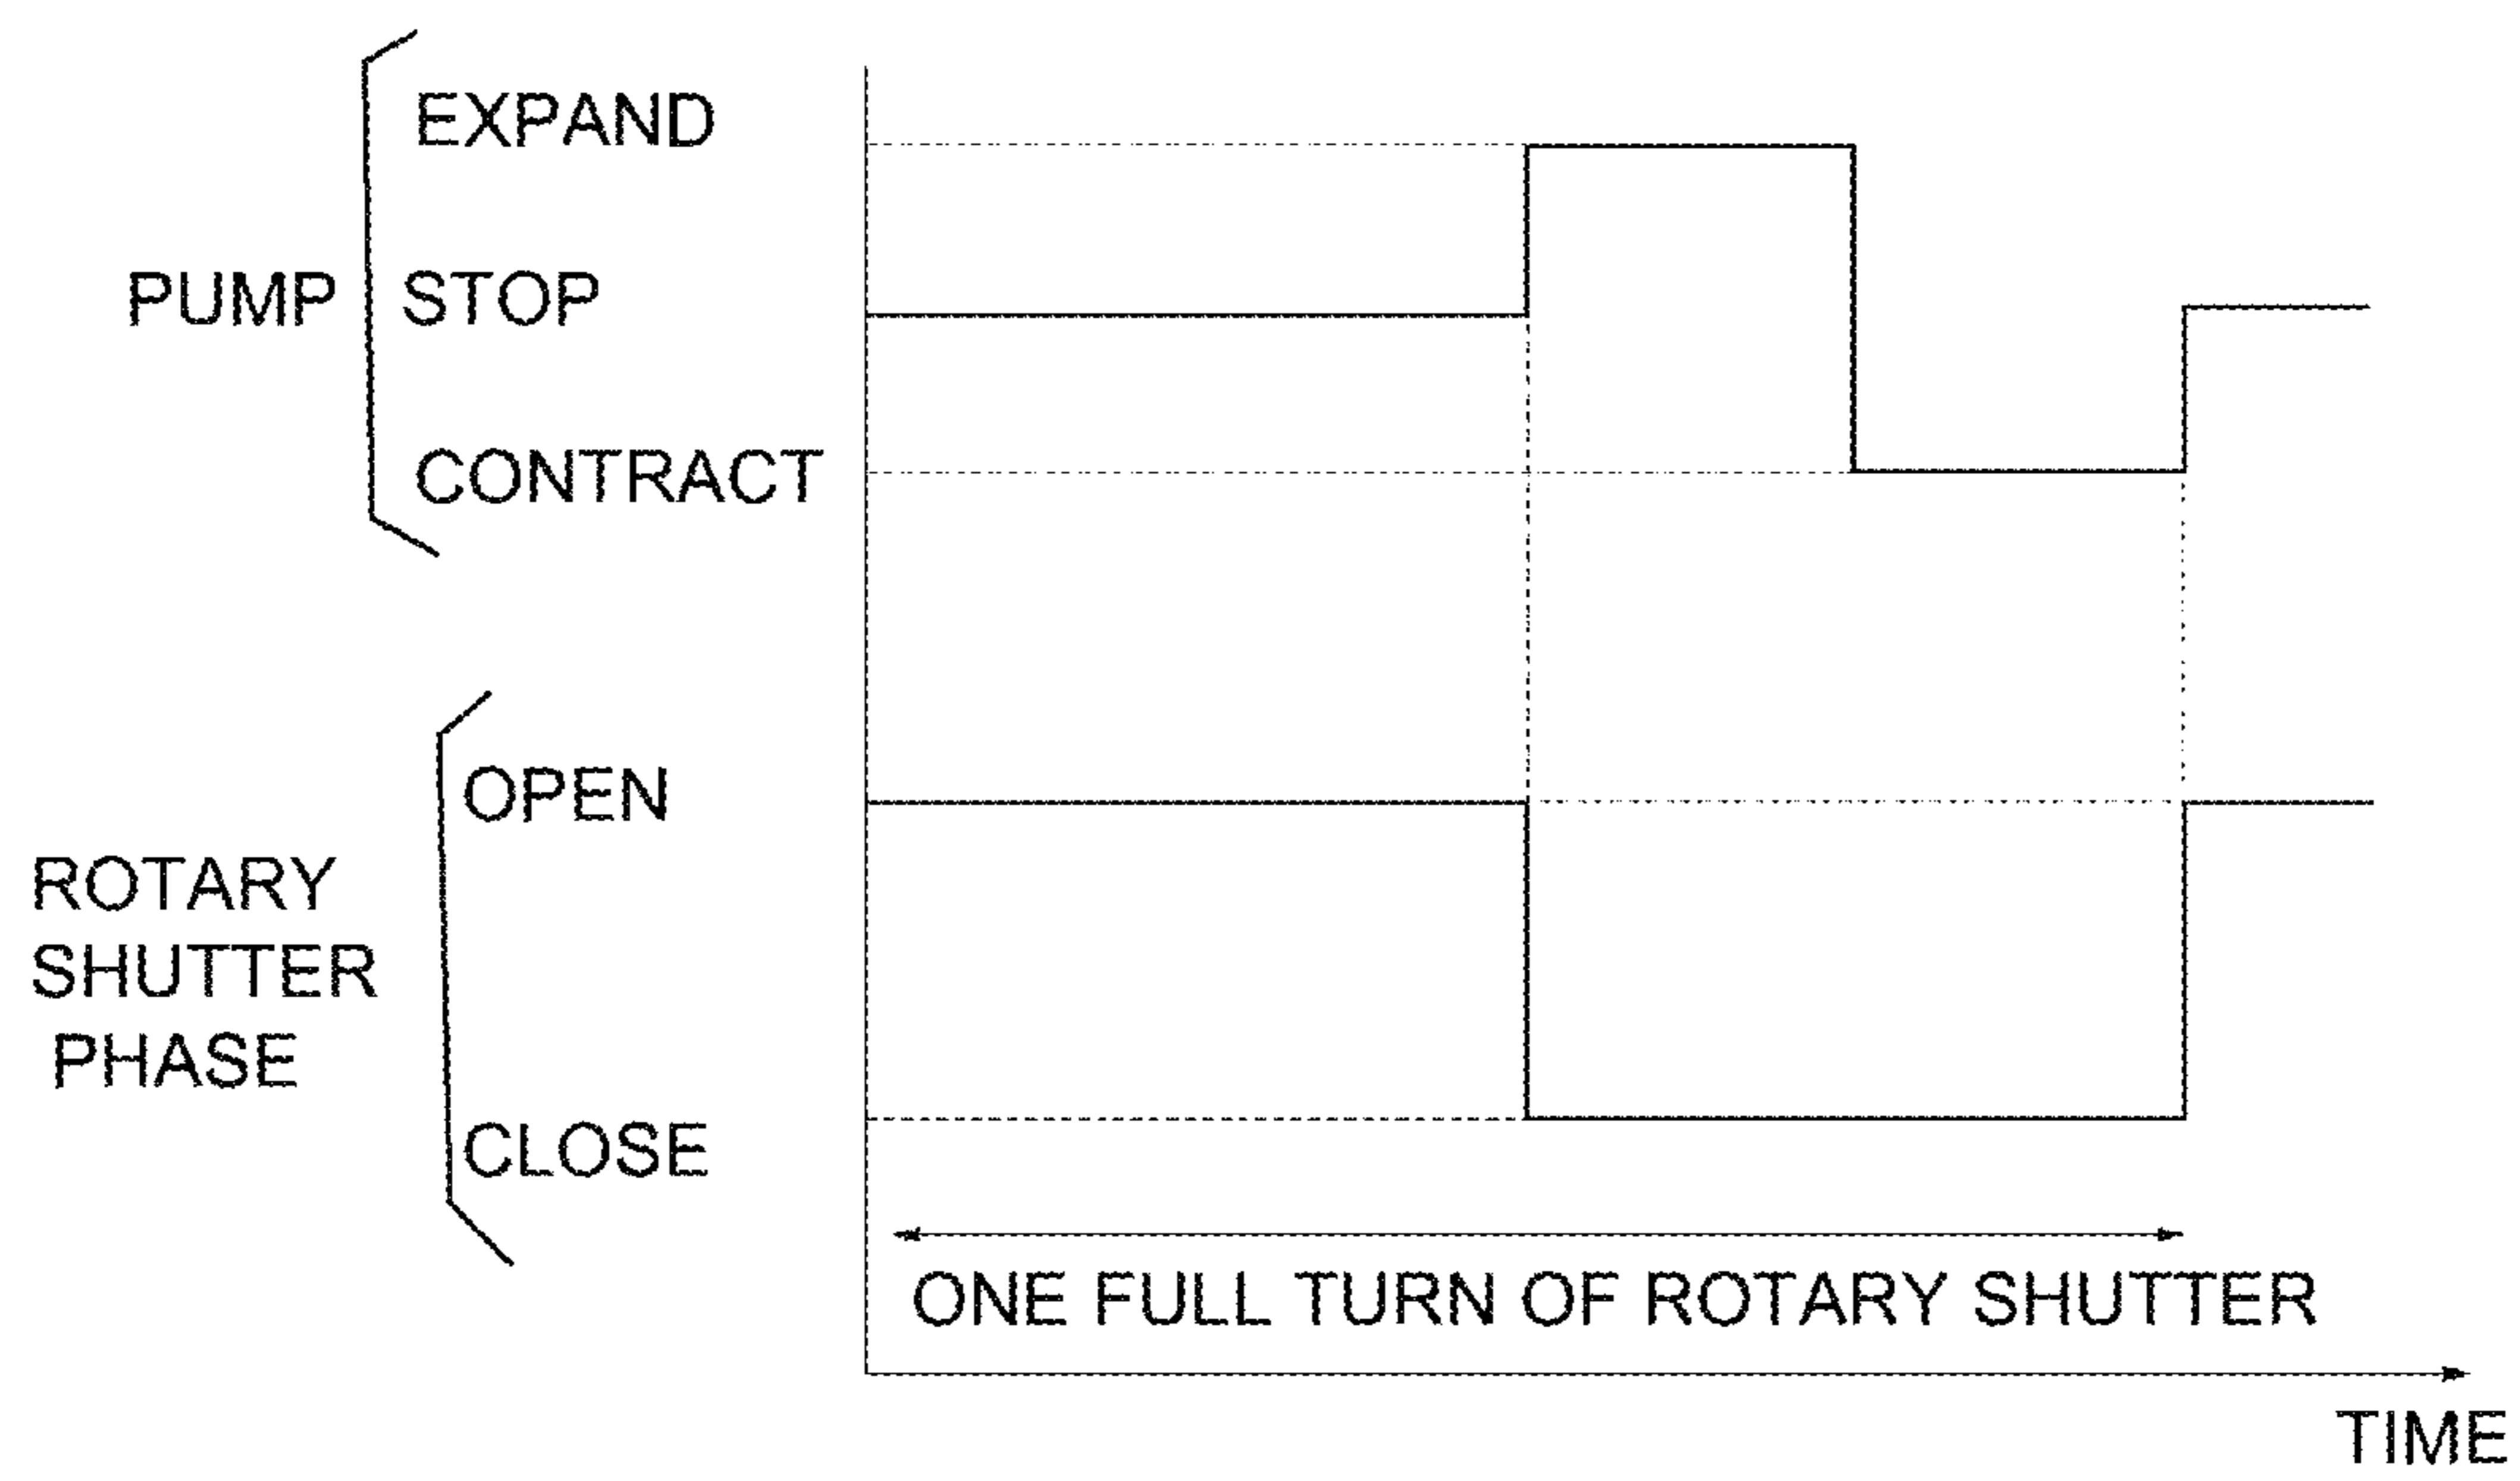 EXPAND
PUMP STOP
CONTRACT
OPEN
ROTARY
SHUTTER
PHASE
CLOSE
ONE FULL TURN OF ROTARY SHUTTER
TIME